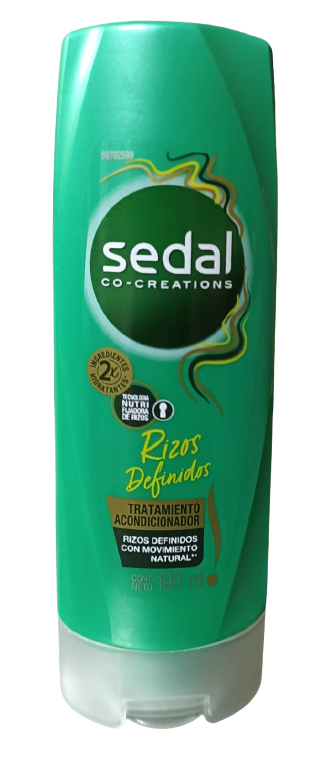 sedal
CO-CREATIONS
INGREDIENTES
2x
HIDRATANTES
TECNOLOGÍA
NUTRI
FIJADORA
DE RIZOS
Rizos
Definidos
TRATAMIENTO
ACONDICIONADOR
RIZOS DEFINIDOS
CON MOVIMIENTO
NATURAL**
CONT.
NETO 190 ml